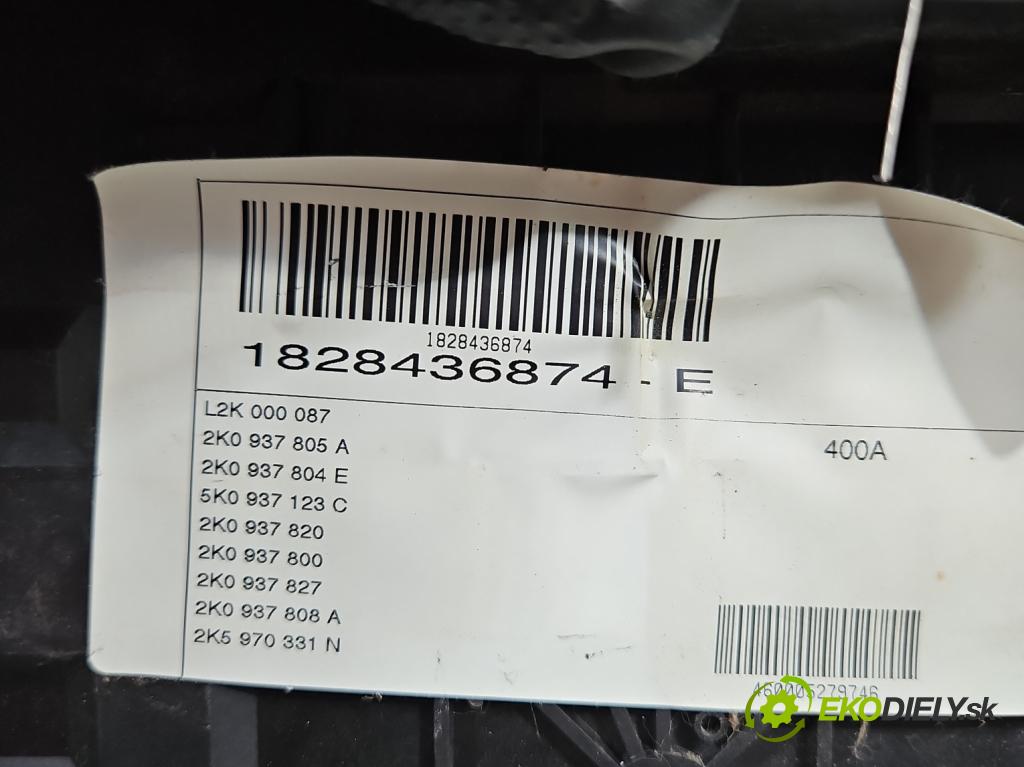 1828436874
1828436874 - E
L2K 000 087
2K0 937 805 A
2K0 937 804 E
5K0 937 123 C
2K0 937 820
2K0 937 800
2K0 937 827
2K0 937 808 A
2K5 970 331 N
400A
460005279746
EKODIELY.sk